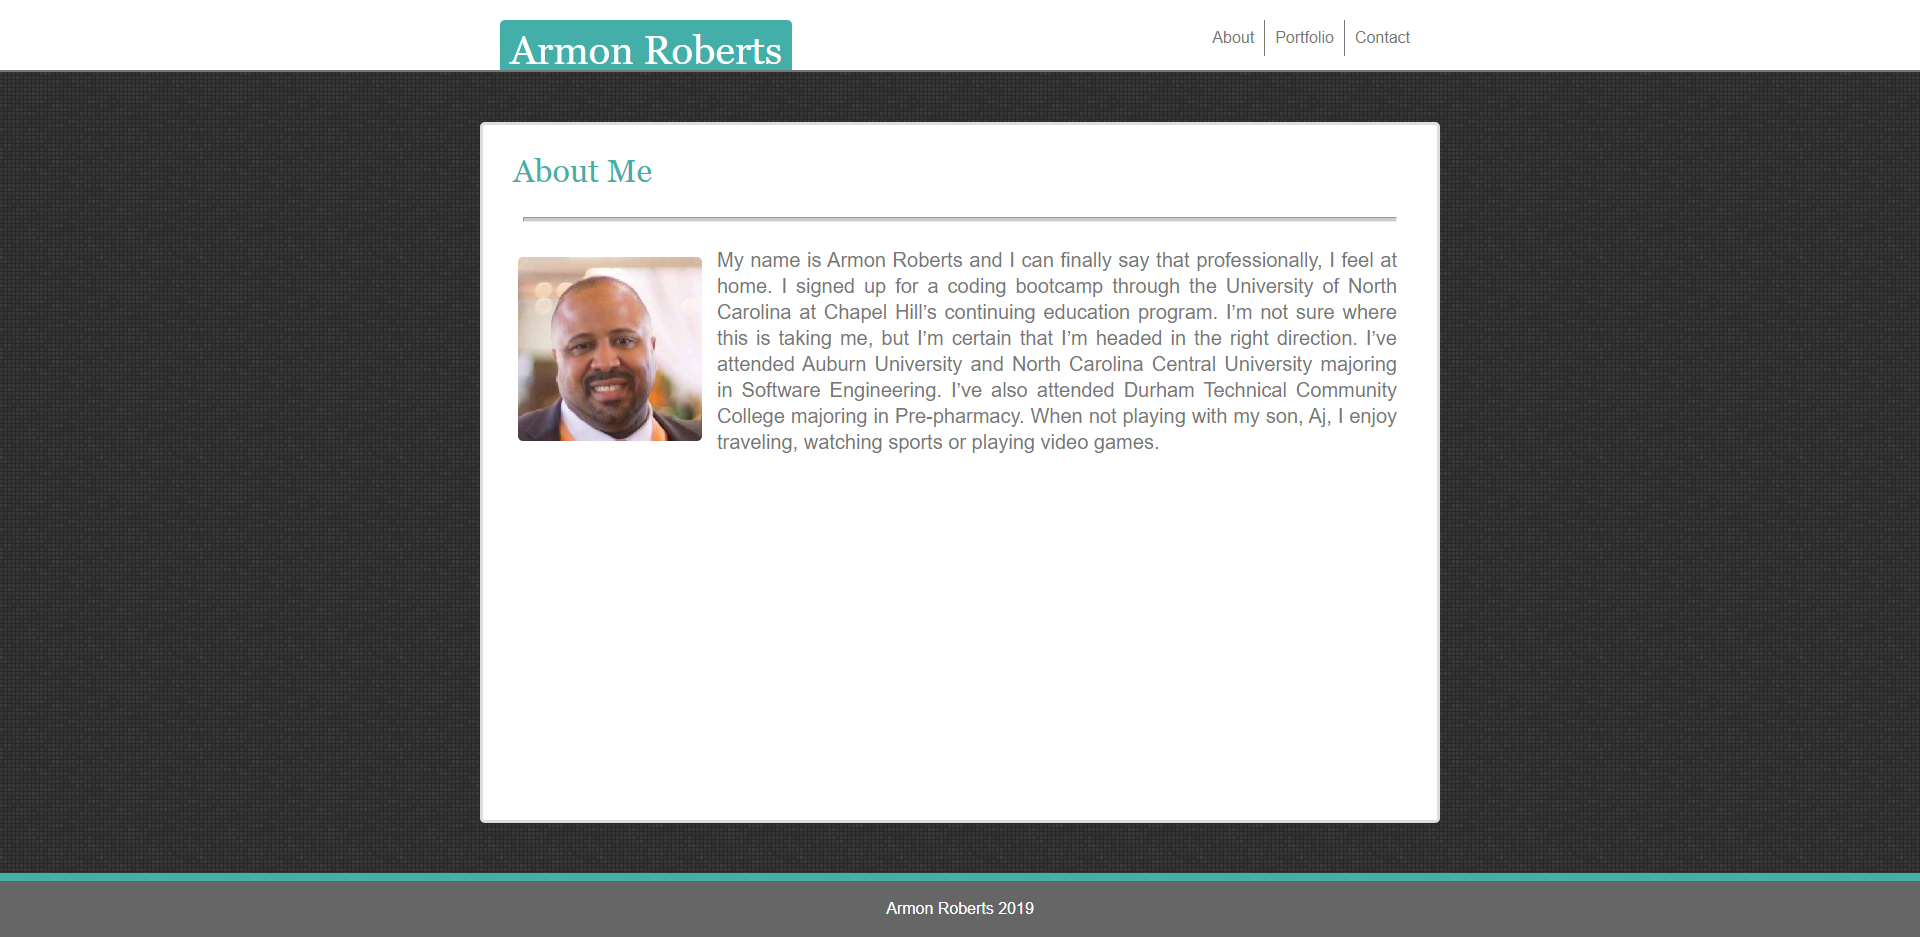 Armon Roberts
About
Portfolio
Contact
About Me
My name is Armon Roberts and I can finally say that professionally, I feel at
home. I signed up for a coding bootcamp through the University of North
Carolina at Chapel Hill’s continuing education program. I’m not sure where
this is taking me, but I’m certain that I’m headed in the right direction. I’ve
attended Auburn University and North Carolina Central University majoring
in Software Engineering. I’ve also attended Durham Technical Community
College majoring in Pre-pharmacy. When not playing with my son, Aj, I enjoy
traveling, watching sports or playing video games.
Armon Roberts 2019